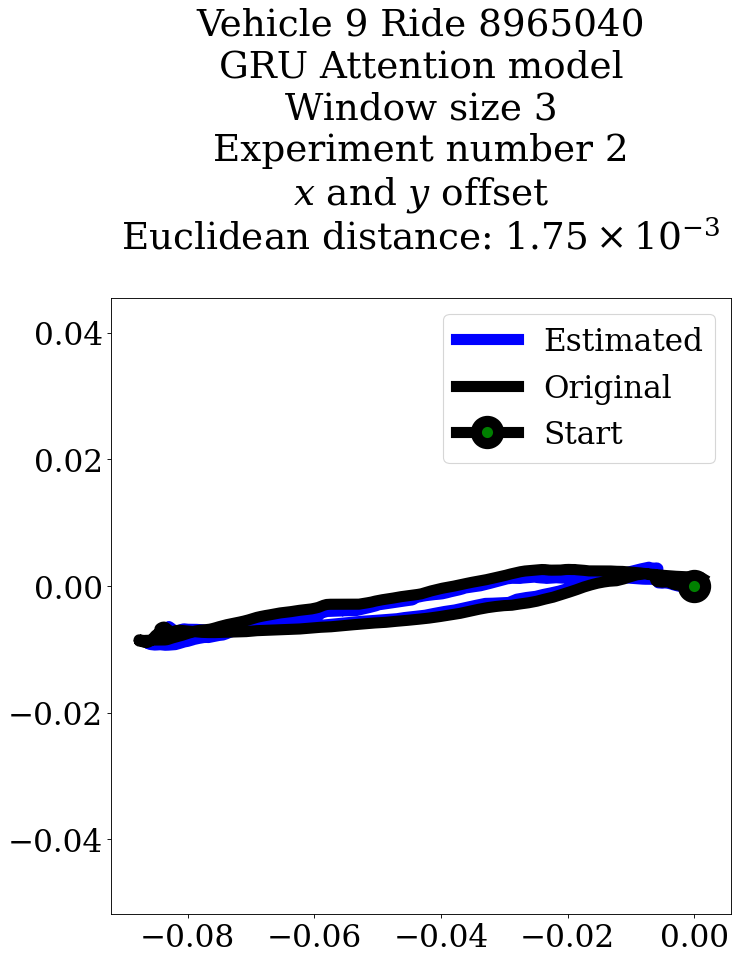 Vehicle 9 Ride 8965040
GRU Attention model
Window size 3
Experiment number 2
x and y offset
Euclidean distance: 1.75 × 10⁻³
Estimated
Original
Start
0.04
0.02
0.00
−0.02
−0.04
−0.08
−0.06
−0.04
−0.02
0.00